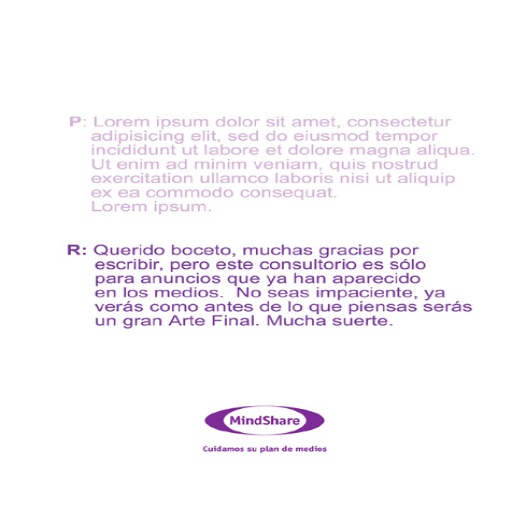 P: Lorem ipsum dolor sit amet, consectetur
adipisicing elit, sed do eiusmod tempor
incididunt ut labore et dolore magna aliqua.
Ut enim ad minim veniam, quis nostrud
exercitation ullamco laboris nisi ut aliquip
ex ea commodo consequat.
Lorem ipsum.
R: Querido boceto, muchas gracias por
escribir, pero este consultorio es sólo
para anuncios que ya han aparecido
en los medios.  No seas impaciente, ya
verás como antes de lo que piensas serás
un gran Arte Final. Mucha suerte.
MindShare
Cuidamos su plan de medios